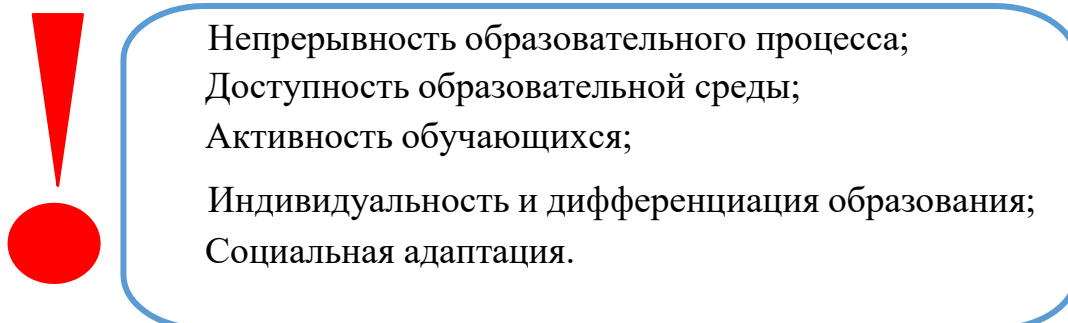 Непрерывность образовательного процесса;
Доступность образовательной среды;
Активность обучающихся;
Индивидуальность и дифференциация образования;
Социальная адаптация.